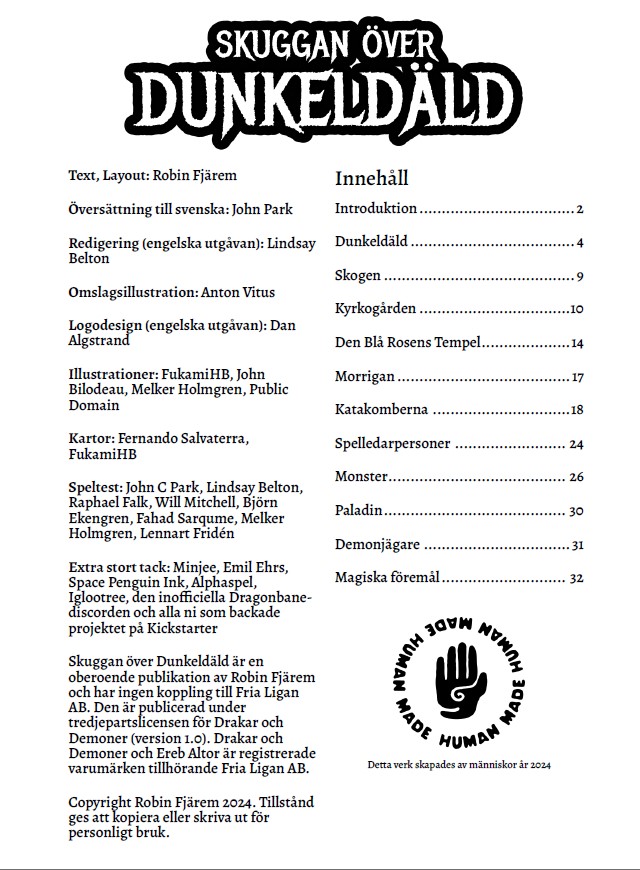 SKUGGAN ÖVER
DUNKELDÄLD
Text, Layout: Robin Fjärem
Översättning till svenska: John Park
Redigering (engelska utgåvan): Lindsay
Belton
Omslagsillustration: Anton Vitus
Logodesign (engelska utgåvan): Dan
Algstrand
Illustrationer: FukamiHB, John
Bilodeau, Melker Holmgren, Public
Domain
Kartor: Fernando Salvaterra,
FukamiHB
Speltest: John C Park, Lindsay Belton,
Raphael Falk, Will Mitchell, Björn
Ekengren, Fahad Sarqume, Melker
Holmgren, Lennart Fridén
Extra stort tack: Minjee, Emil Ehrs,
Space Penguin Ink, Alphaspel,
Iglootree, den inofficiella Dragonbane-
discorden och alla ni som backade
projektet på Kickstarter
Skuggan över Dunkeldäld är en
oberoende publikation av Robin Fjärem
och har ingen koppling till Fria Ligan
AB. Den är publicerad under
tredjepartslicensen för Drakar och
Demoner (version 1.0). Drakar och
Demoner och Ereb Altor är registrerade
varumärken tillhörande Fria Ligan AB.
Copyright Robin Fjärem 2024. Tillstånd
ges att kopiera eller skriva ut för
personligt bruk.
Innehåll
Introduktion 2
Dunkeldäld 4
Skogen 9
Kyrkogården 10
Den Blå Rosens Tempel 14
Morrigan 17
Katakomberna 18
Spelledarpersoner 24
Monster 26
Paladin 30
Demonjägare 31
Magiska föremål 32
HUMAN MADE HUMAN MADE HUMAN MADE
Detta verk skapades av människor år 2024